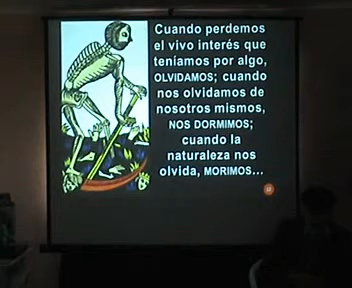 Cuando perdemos
el vivo interés que
teníamos por algo,
OLVIDAMOS; cuando
nos olvidamos de
nosotros mismos,
NOS DORMIMOS;
cuando la
naturaleza nos
olvida, MORIMOS...